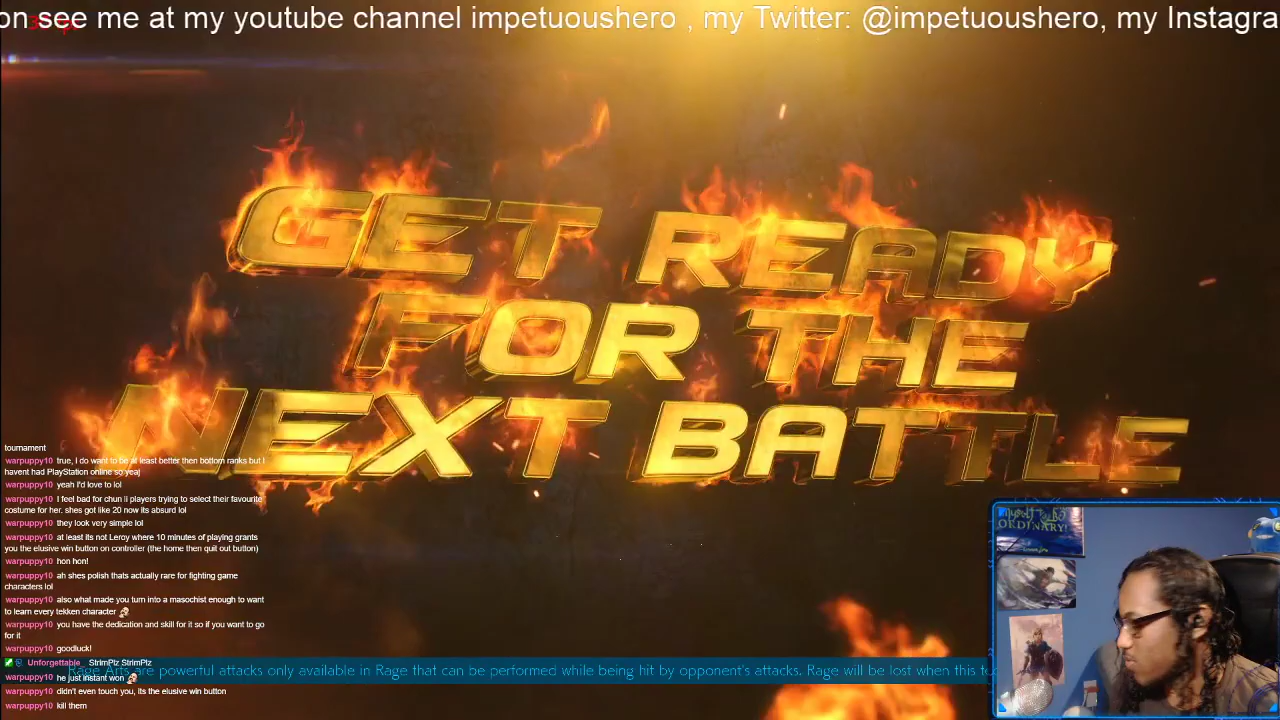 on see me at my youtube channel impetuoushero , my Twitter: @impetuoushero, my Instagra
GET READY
FOR THE
NEXT BATTLE
tournament
warpuppy10 true, I do want to be at least better then bottom ranks but I
havent had PlayStation online so yeaj
warpuppy10 yeah I'd love to lol
warpuppy10 I feel bad for chun li players trying to select their favourite
costume for her. shes got like 20 now its absurd lol
warpuppy10 they look very simple lol
warpuppy10 at least its not Leroy where 10 minutes of playing grants
you the elusive win button on controller (the home then quit out button)
warpuppy10 hon hon!
warpuppy10 ah shes polish thats actually rare for fighting game
characters lol
warpuppy10 also what made you turn into a masochist enough to want
to learn every tekken character
warpuppy10 you have the dedication and skill for it so if you want to go
for it
warpuppy10 goodluck!
Unforgettable_ StrimPlz StrimPlz
Rage Arts are powerful attacks only available in Rage that can be performed while being hit by opponent's attacks. Rage will be lost when this
warpuppy10 he just instant won
warpuppy10 didn't even touch you, its the elusive win button
warpuppy10 kill them
ORDINARY!